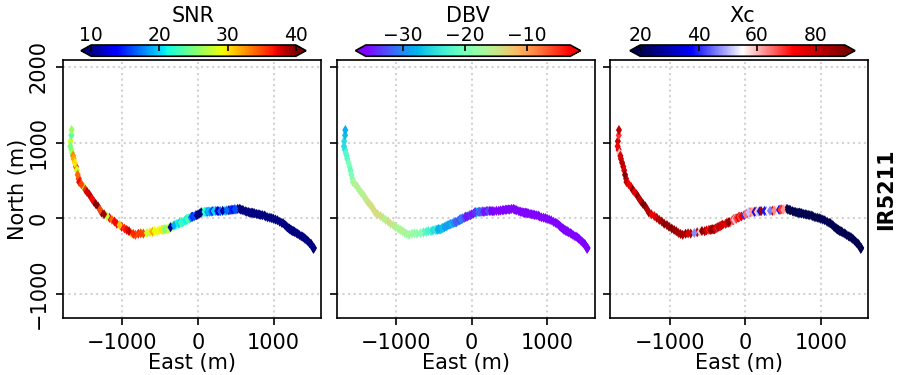 SNR DBV Xc
10 20 30 40 −30 −20 −10 20 40 60 80
2000
1000
0
−1000
North (m)
IR5211
−1000 0 1000 −1000 0 1000 −1000 0 1000
East (m) East (m) East (m)